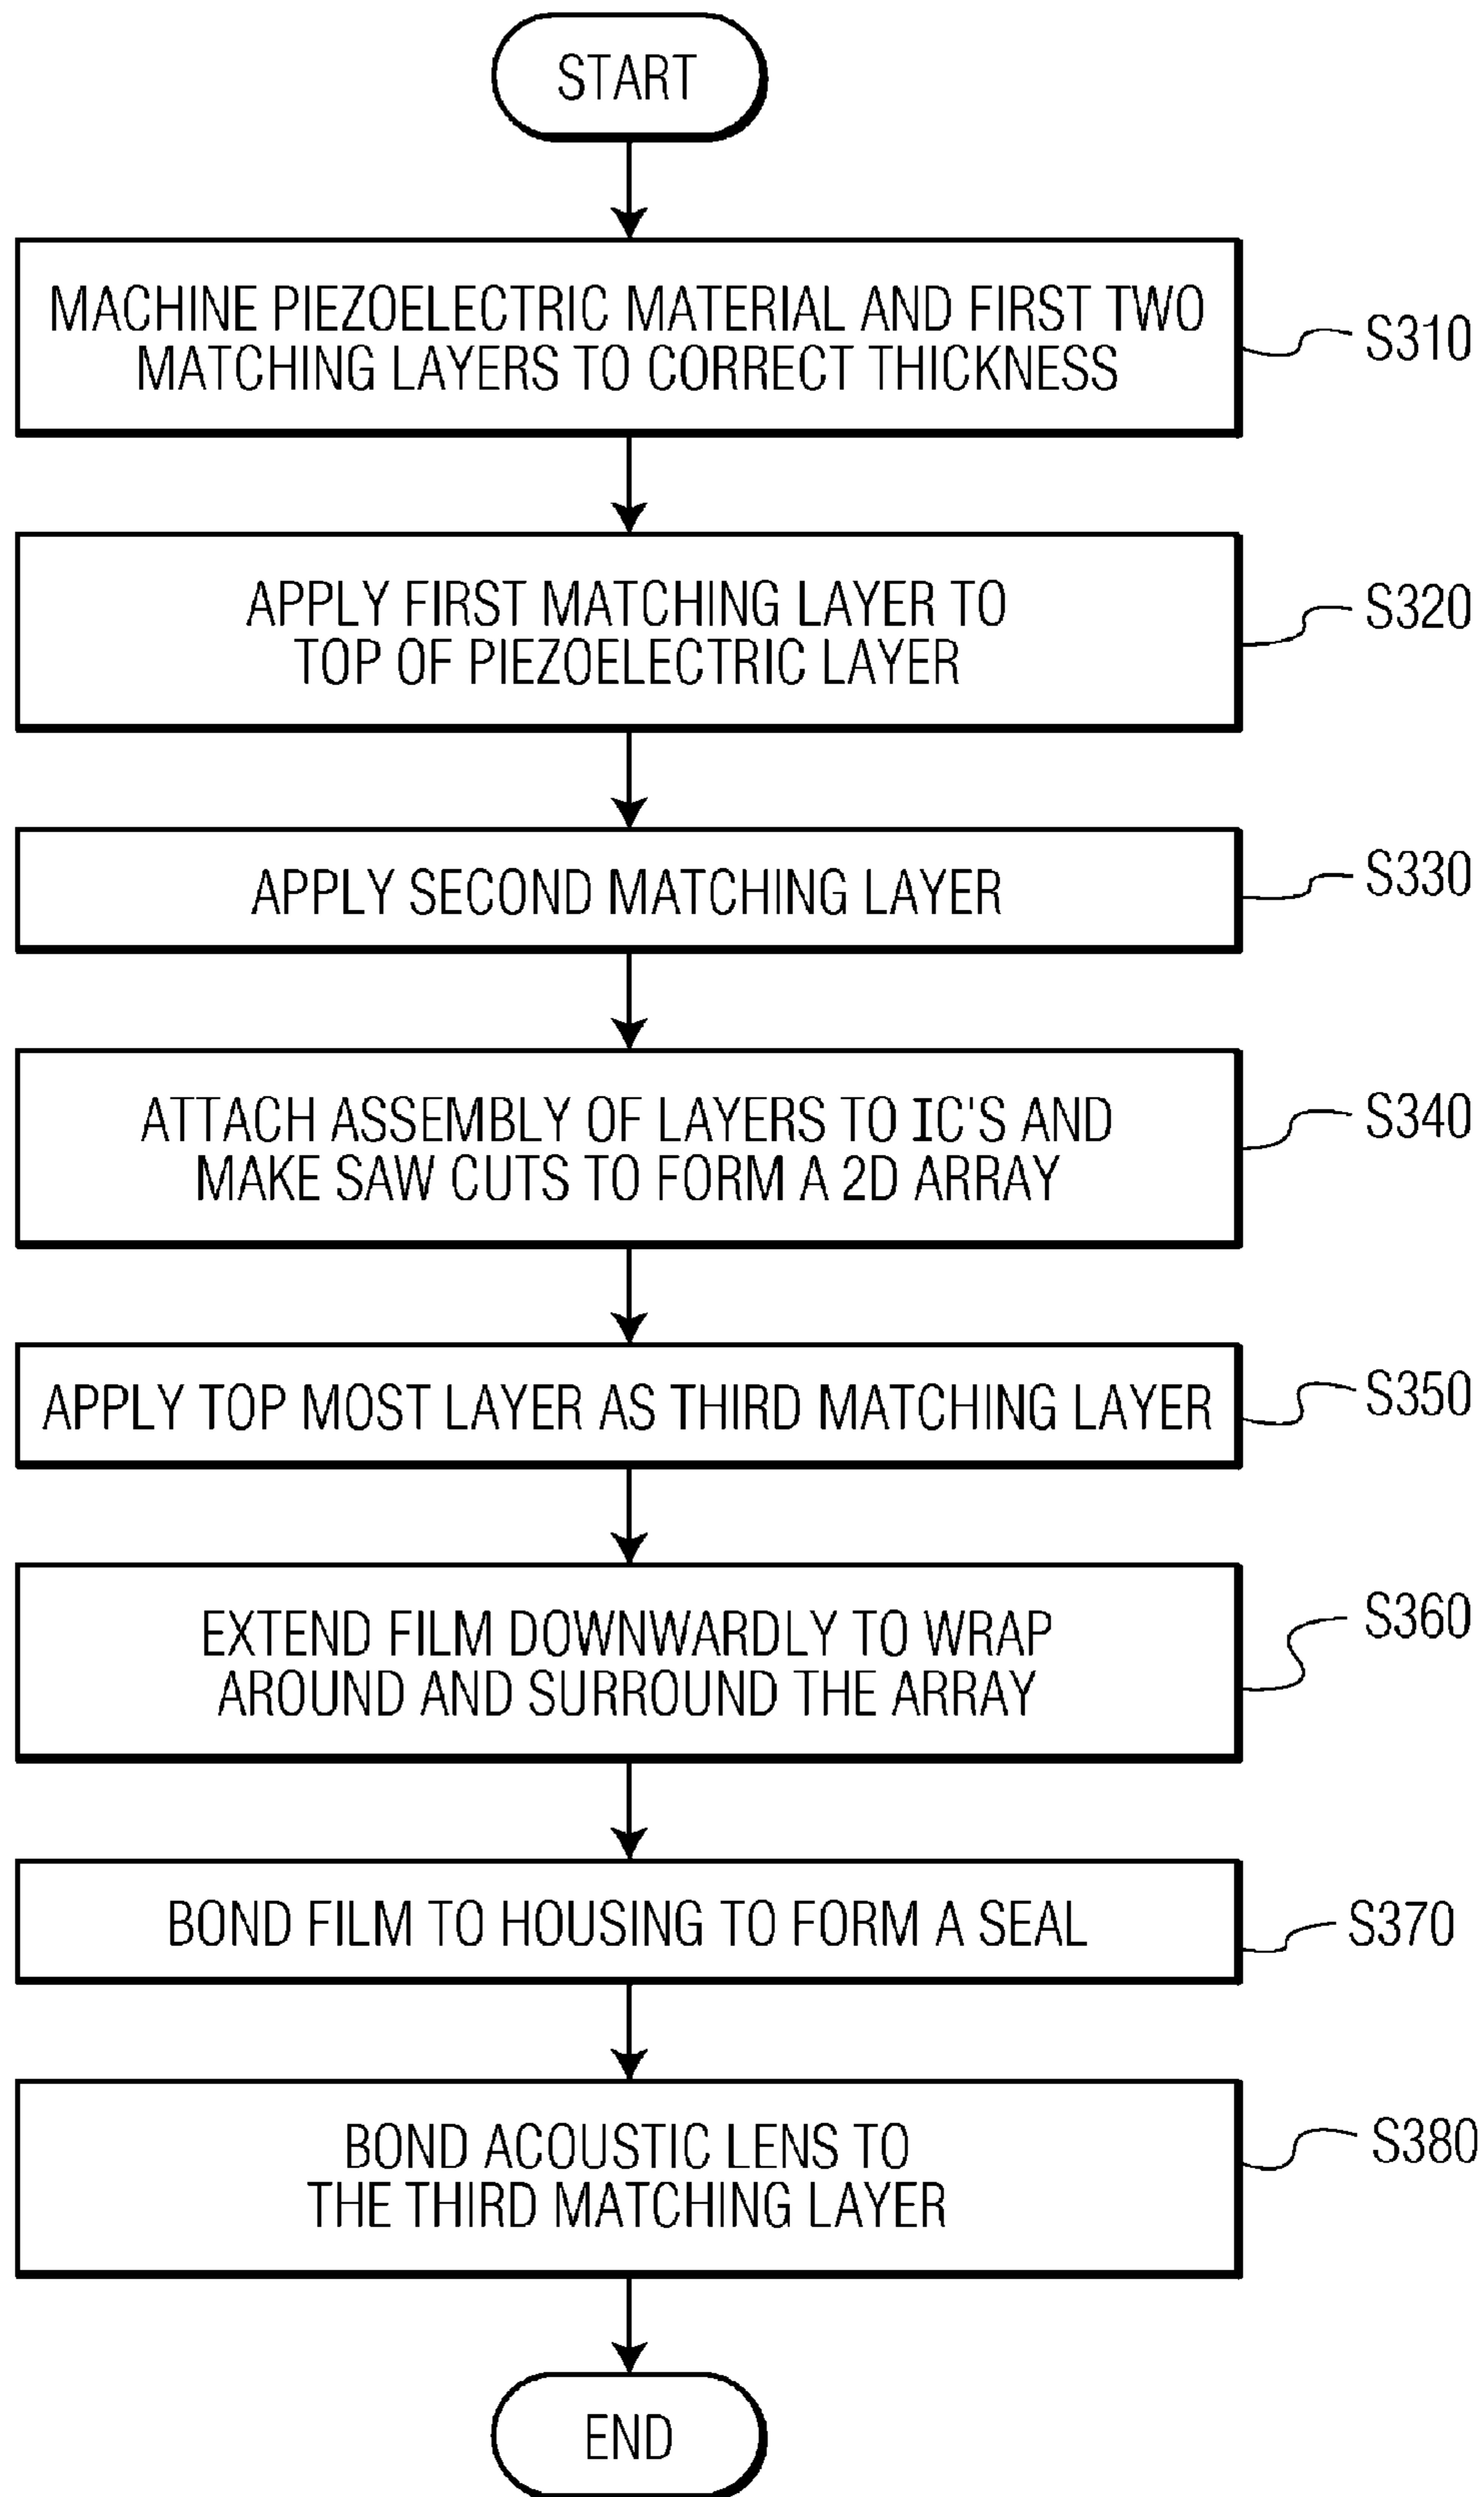 START
MACHINE PIEZOELECTRIC MATERIAL AND FIRST TWO
MATCHING LAYERS TO CORRECT THICKNESS
S310
APPLY FIRST MATCHING LAYER TO
TOP OF PIEZOELECTRIC LAYER
S320
APPLY SECOND MATCHING LAYER
S330
ATTACH ASSEMBLY OF LAYERS TO IC'S AND
MAKE SAW CUTS TO FORM A 2D ARRAY
S340
APPLY TOP MOST LAYER AS THIRD MATCHING LAYER
S350
EXTEND FILM DOWNWARDLY TO WRAP
AROUND AND SURROUND THE ARRAY
S360
BOND FILM TO HOUSING TO FORM A SEAL
S370
BOND ACOUSTIC LENS TO
THE THIRD MATCHING LAYER
S380
END